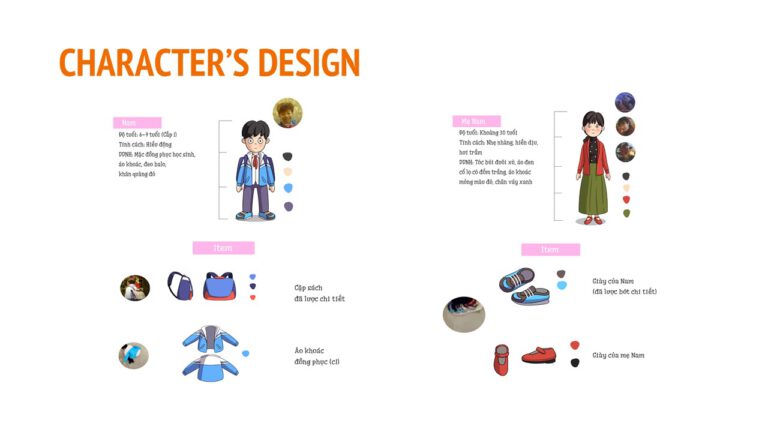 CHARACTER'S DESIGN
Nam
Độ tuổi: 6-9 tuổi (Cấp 1)
Tính cách: Hiếu động
DDNH: Mặc đồng phục học sinh,
áo khoác, đeo balo,
khăn quàng đỏ
Item
Cặp sách
đã lược chi tiết
Áo khoác
đồng phục (c1)
Mẹ Nam
Độ tuổi: Khoảng 30 tuổi
Tính cách: Nhẹ nhàng, hiền dịu,
hơi trầm
DDNH: Tóc búi đuôi xõ, áo đen
cổ lọ có đốm trắng, áo khoác
mỏng màu đỏ, chân váy xanh
Item
Giày của Nam
(đã lược bớt chi tiết)
Giày của mẹ Nam